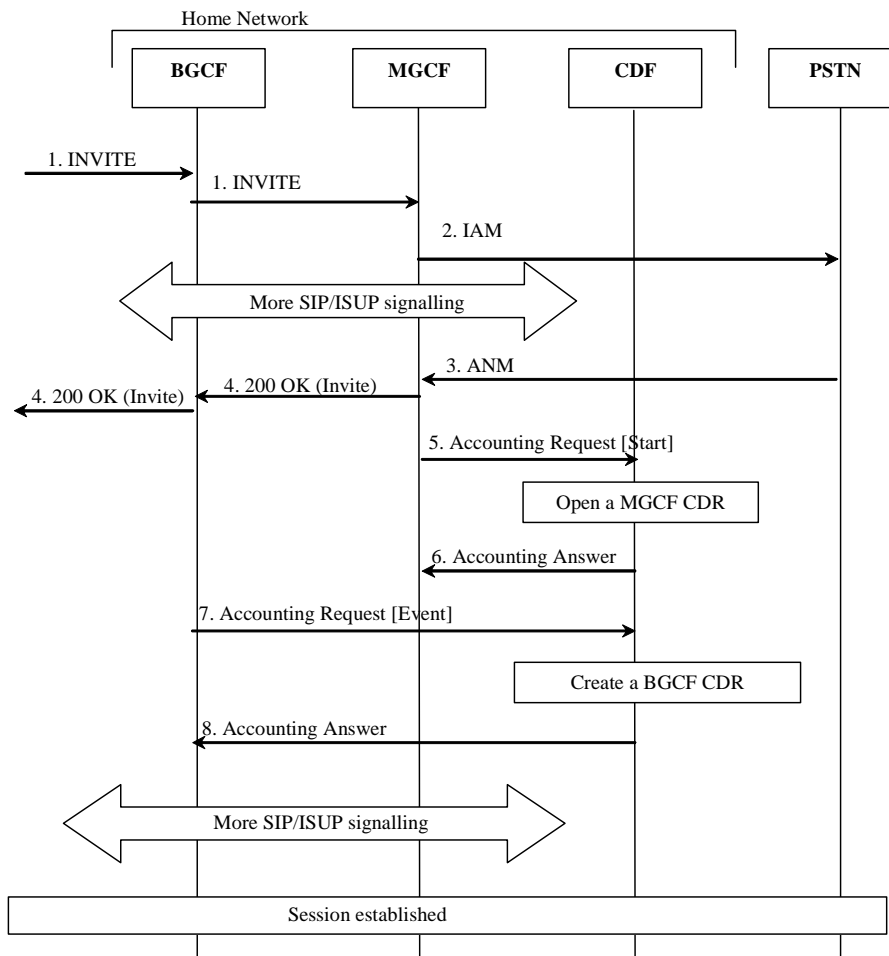 Home Network
BGCF
MGCF
CDF
PSTN
1. INVITE
1. INVITE
2. IAM
More SIP/ISUP signalling
3. ANM
4. 200 OK (Invite)
4. 200 OK (Invite)
5. Accounting Request [Start]
Open a MGCF CDR
6. Accounting Answer
7. Accounting Request [Event]
Create a BGCF CDR
8. Accounting Answer
More SIP/ISUP signalling
Session established